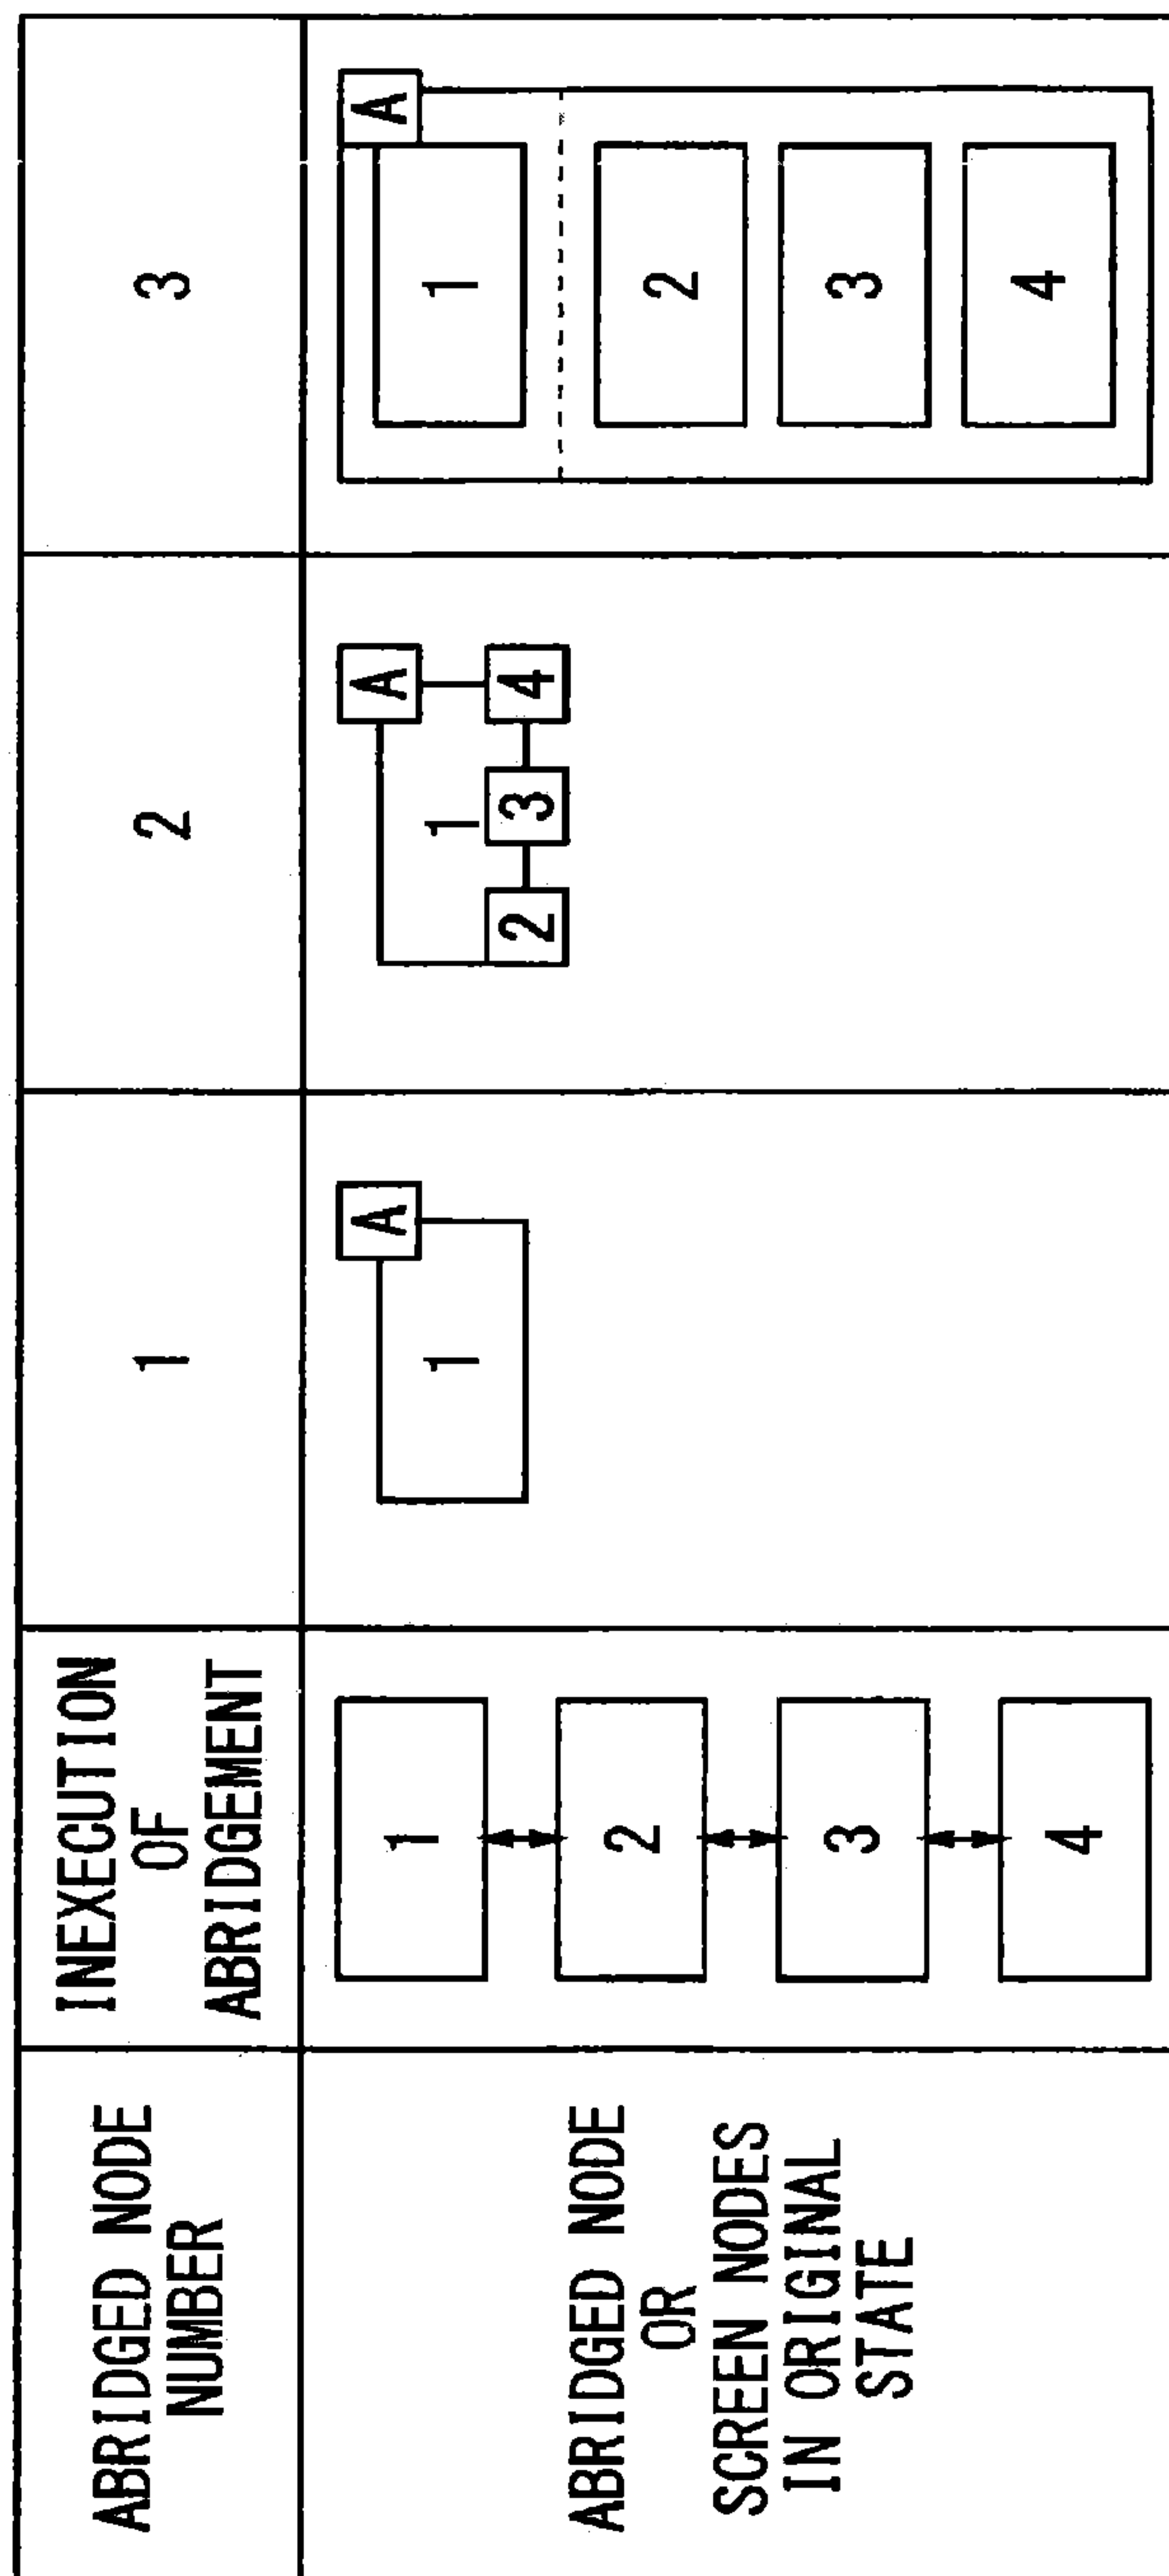 ABRIDGED NODE
NUMBER
INEXECUTION
OF
ABRIDGEMENT
1
2
3
ABRIDGED NODE
OR
SCREEN NODES
IN ORIGINAL
STATE
1
2
3
4
A
1
A
1
2 3 4
A
1
2
3
4